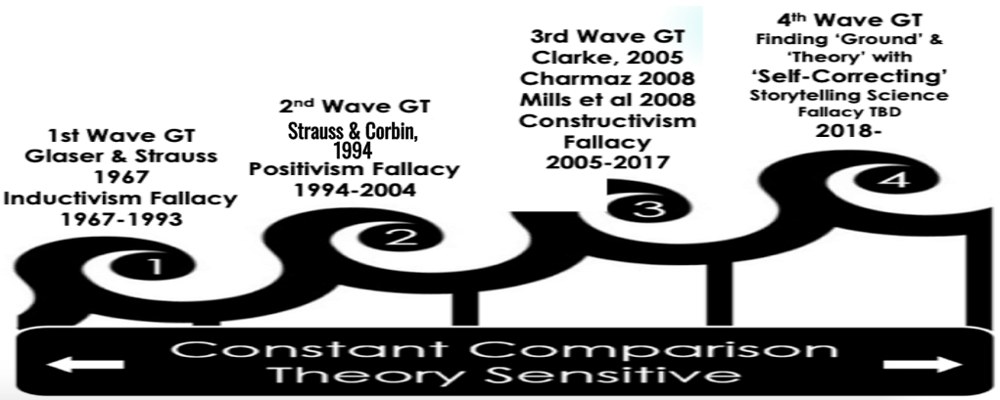 1st Wave GT
Glaser & Strauss
1967
Inductivism Fallacy
1967-1993
2nd Wave GT
Strauss & Corbin,
1994
Positivism Fallacy
1994-2004
3rd Wave GT
Clarke, 2005
Charmaz 2008
Mills et al 2008
Constructivism
Fallacy
2005-2017
4th Wave GT
Finding ‘Ground’ &
‘Theory’ with
‘Self-Correcting’
Storytelling Science
Fallacy TBD
2018-
1
2
3
4
Constant Comparison
Theory Sensitive